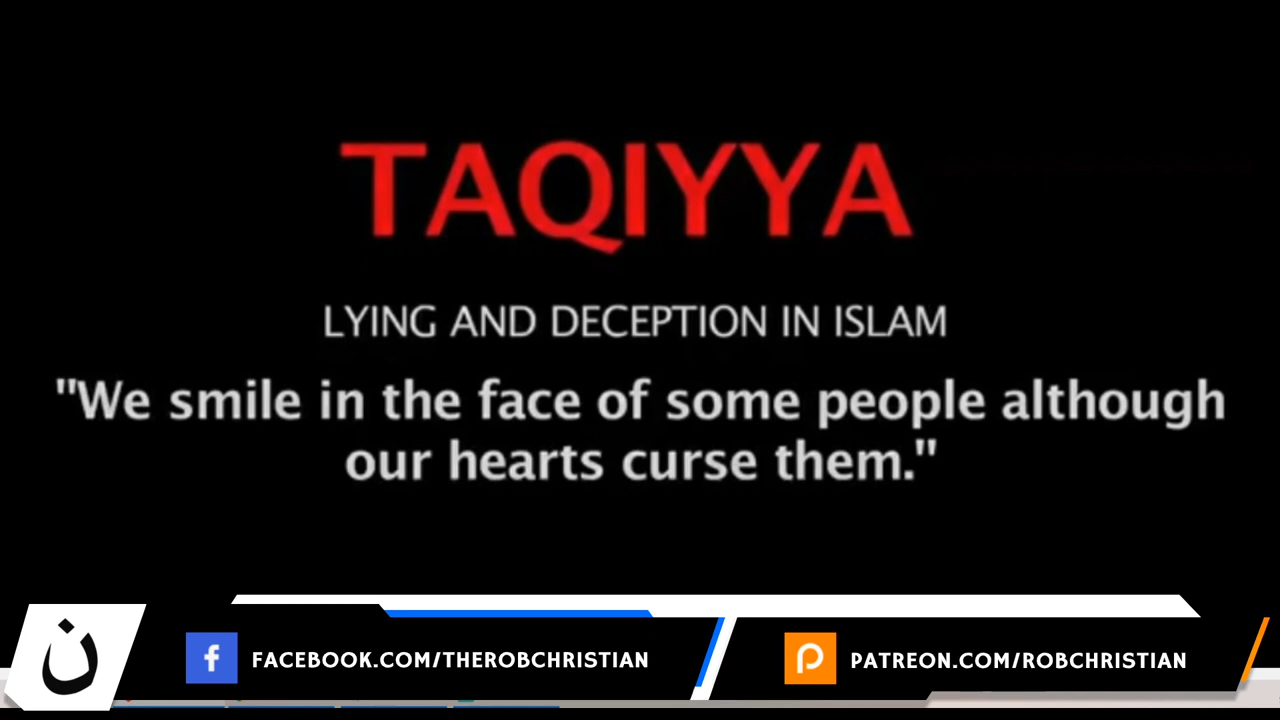 TAQIYYA
LYING AND DECEPTION IN ISLAM
"We smile in the face of some people although
our hearts curse them."
ن
FACEBOOK.COM/THEROBCHRISTIAN
PATREON.COM/ROBCHRISTIAN